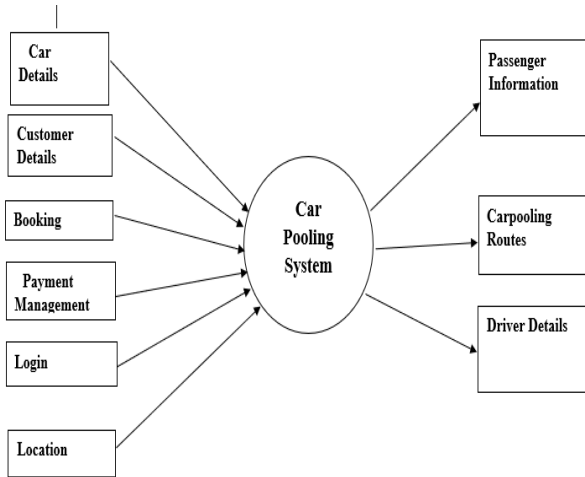 Car
Details
Customer
Details
Booking
Payment
Management
Login
Location
Car
Pooling
System
Passenger
Information
Carpooling
Routes
Driver Details